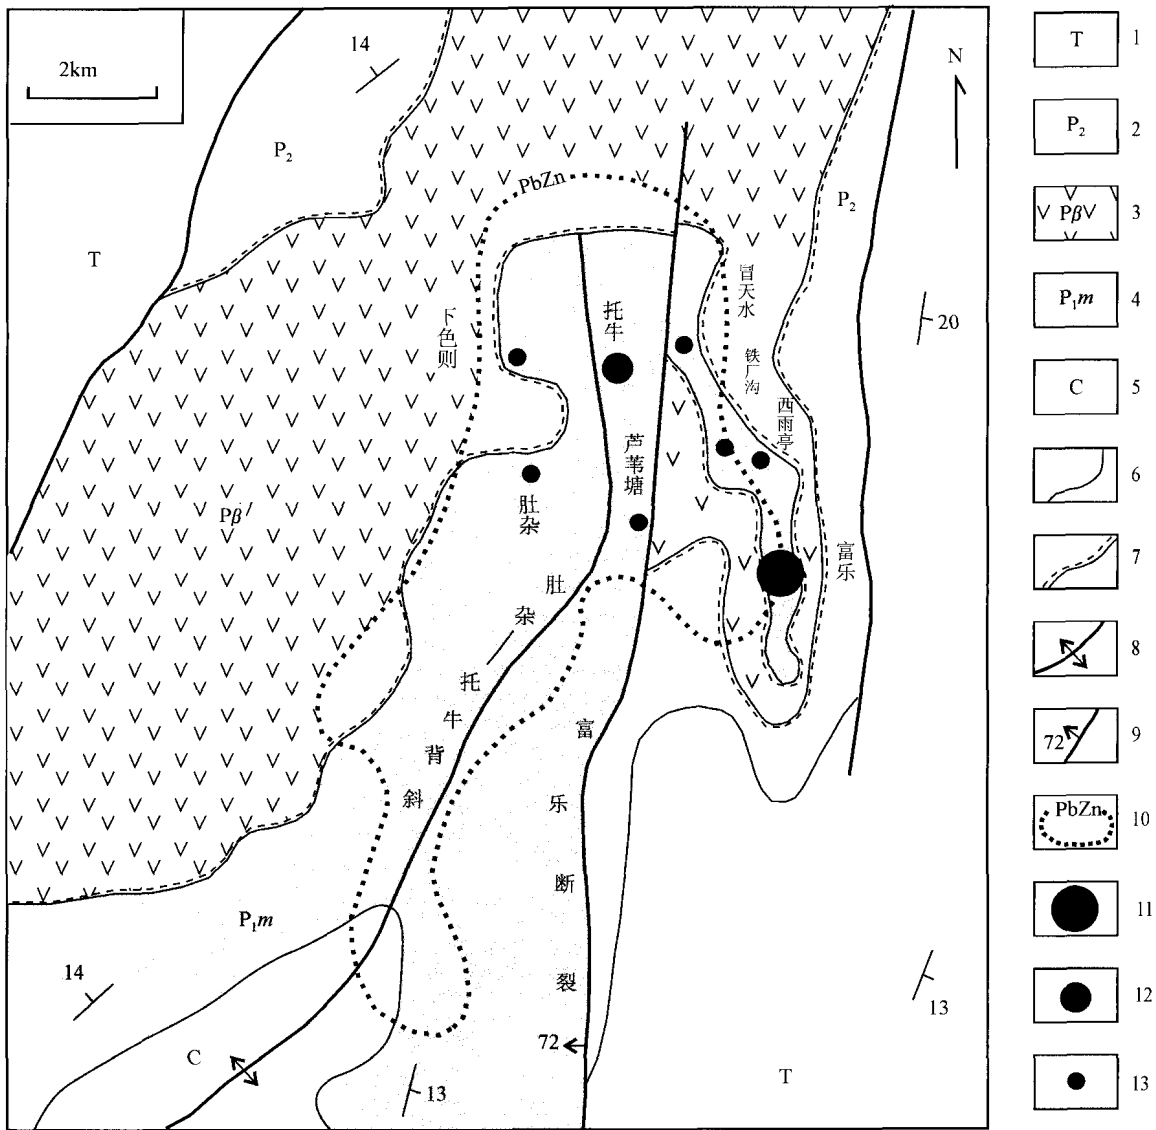 2km
14
N
P₂
P₂
T
PbZn
冒天水
下色则
托牛
20
铁厂沟
西雨亭
芦苇塘
肚杂
Pβ
富乐
肚杂—托牛背斜
富乐断裂
P₁m
14
C
72
13
13
T
T 1
P₂ 2
Pβ 3
P₁m 4
C 5
6
7
8
72 9
PbZn 10
11
12
13